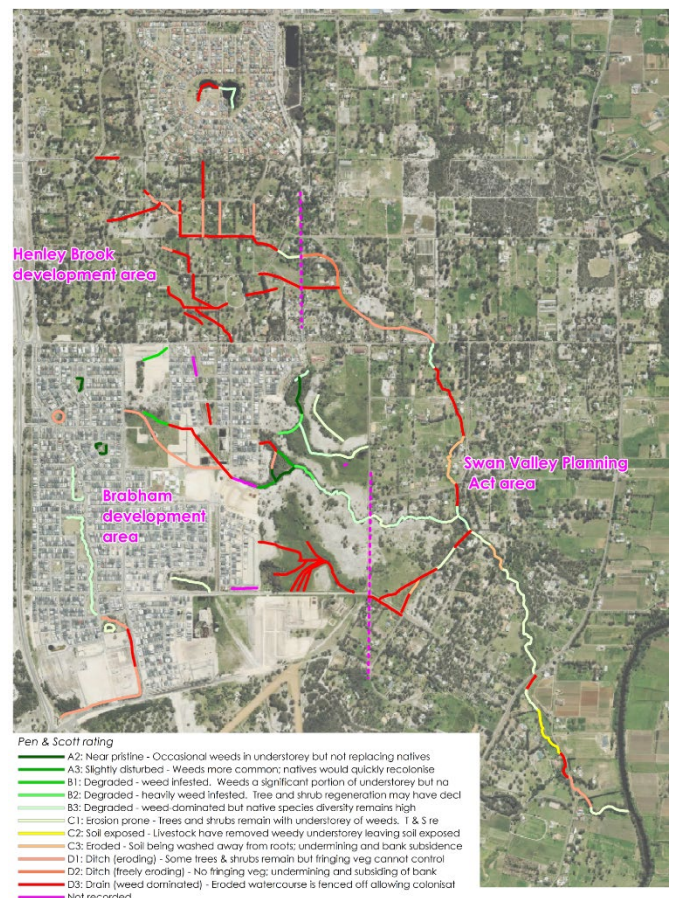 Henley Brook
development area
Swan Valley Planning
Act area
Brabham
development
area
Pen & Scott rating
A2: Near pristine - Occasional weeds in understorey but not replacing natives
A3: Slightly disturbed - Weeds more common; natives would quickly recolonise
B1: Degraded - weed infested. Weeds a significant portion of understorey but na
B2: Degraded - heavily weed infested. Tree and shrub regeneration may have decl
B3: Degraded - weed-dominated but native species diversity remains high
C1: Erosion prone - Trees and shrubs remain with understorey of weeds. T & S re
C2: Soil exposed - Livestock have removed weedy understorey leaving soil exposed
C3: Eroded - Soil being washed away from roots; undermining and bank subsidence
D1: Ditch (eroding) - Some trees & shrubs remain but fringing veg cannot control
D2: Ditch (freely eroding) - No fringing veg; undermining and subsiding of bank
D3: Drain (weed dominated) - Eroded watercourse is fenced off allowing colonisat
Not recorded